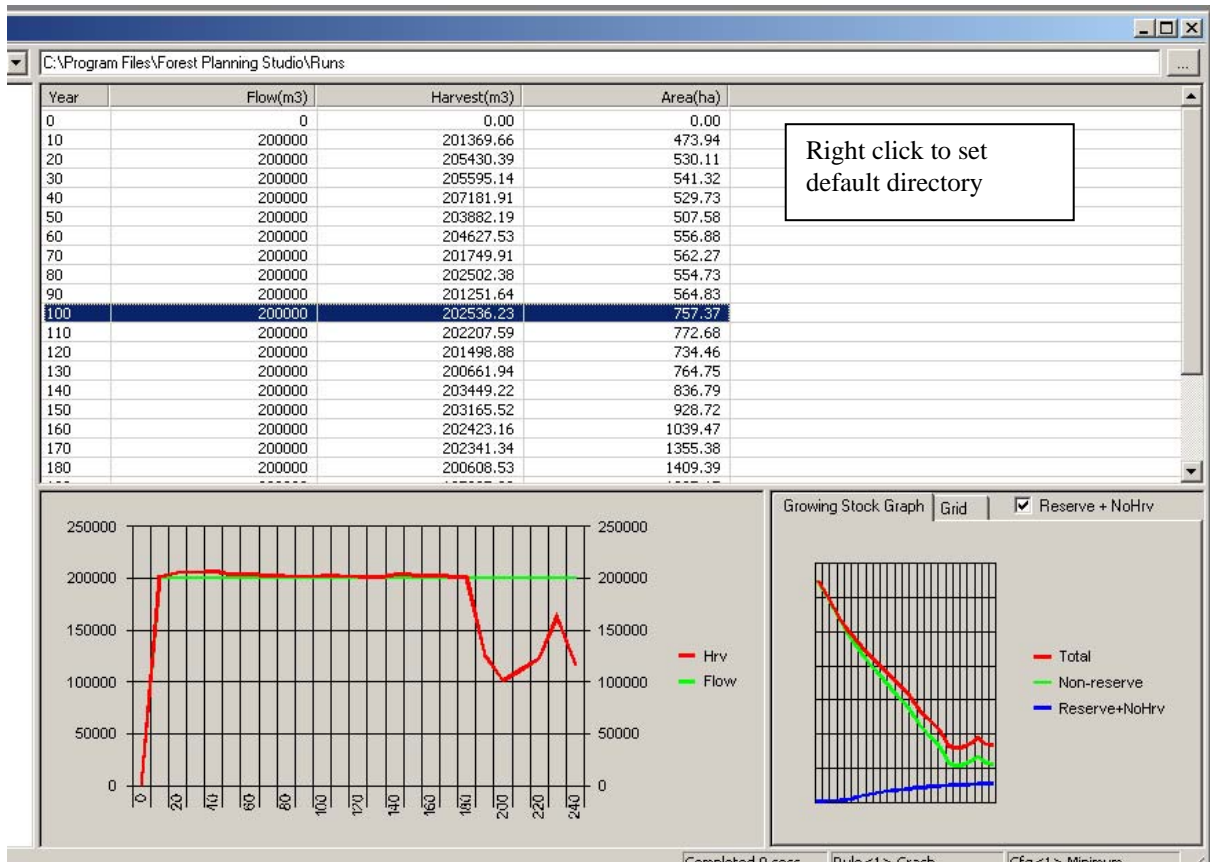 C:\Program Files\Forest Planning Studio\Runs
...
Year Flow(m3) Harvest(m3) Area(ha)
0 0 0.00 0.00
10 200000 201369.66 473.94
20 200000 205430.39 530.11
30 200000 205595.14 541.32
40 200000 207181.91 529.73
50 200000 203882.19 507.58
60 200000 204627.53 556.88
70 200000 201749.91 562.27
80 200000 202502.38 554.73
90 200000 201251.64 564.83
100 200000 202536.23 757.37
110 200000 202207.59 772.68
120 200000 201498.88 734.46
130 200000 200661.94 764.75
140 200000 203449.22 836.79
150 200000 203165.52 928.72
160 200000 202423.16 1039.47
170 200000 202341.34 1355.38
180 200000 200608.53 1409.39
Right click to set
default directory
250000 250000
200000 200000
150000 150000
100000 100000
50000 50000
0 0
0 20 40 60 80 100 120 140 160 180 200 220 240
Hrv
Flow
Growing Stock Graph Grid Reserve + NoHrv
Total
Non-reserve
Reserve+NoHrv
Completed 0 secs Rule<1> Crash Cfg<1> Minimum